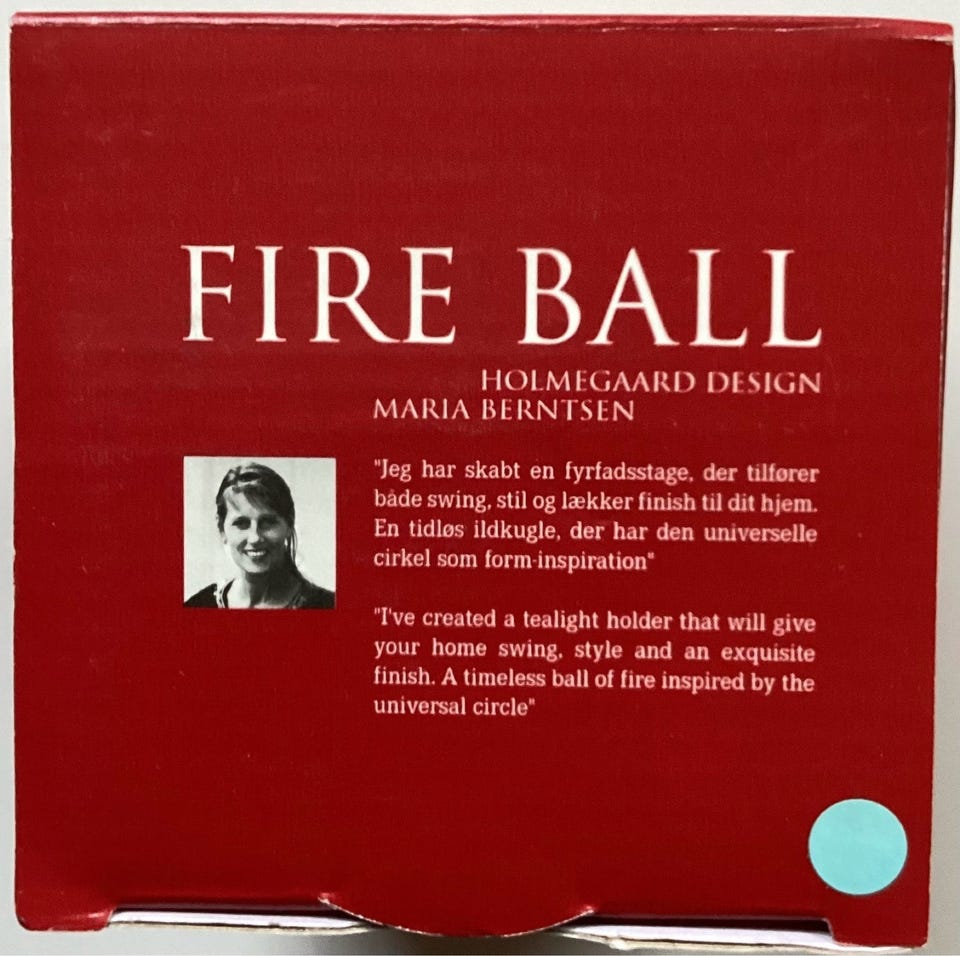 FIRE BALL
HOLMEGAARD DESIGN
MARIA BERNTSEN
"Jeg har skabt en fyrfadsstage, der tilfører
både swing, stil og lækker finish til dit hjem.
En tidløs ildkugle, der har den universelle
cirkel som form-inspiration"
"I've created a tealight holder that will give
your home swing, style and an exquisite
finish. A timeless ball of fire inspired by the
universal circle"